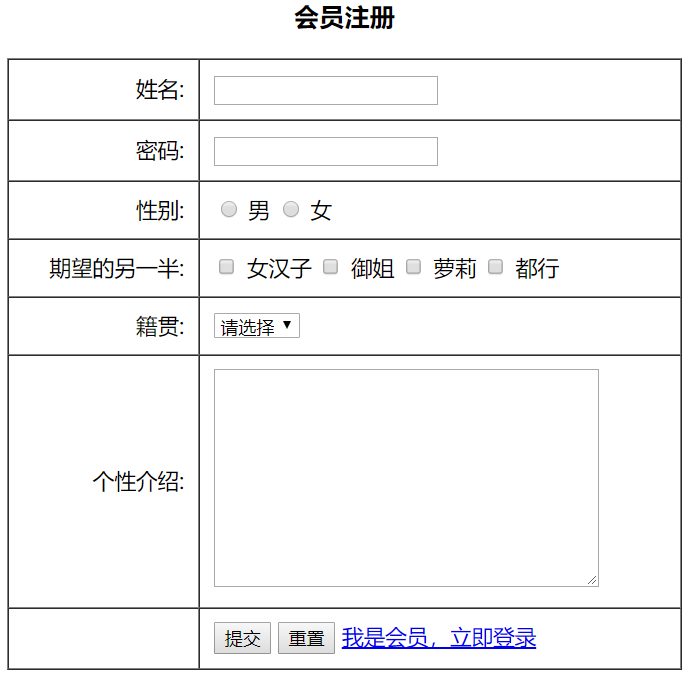 会员注册
姓名:
密码:
性别: 男 女
期望的另一半: 女汉子 御姐 萝莉 都行
籍贯: 请选择
个性介绍:
提交 重置 我是会员，立即登录